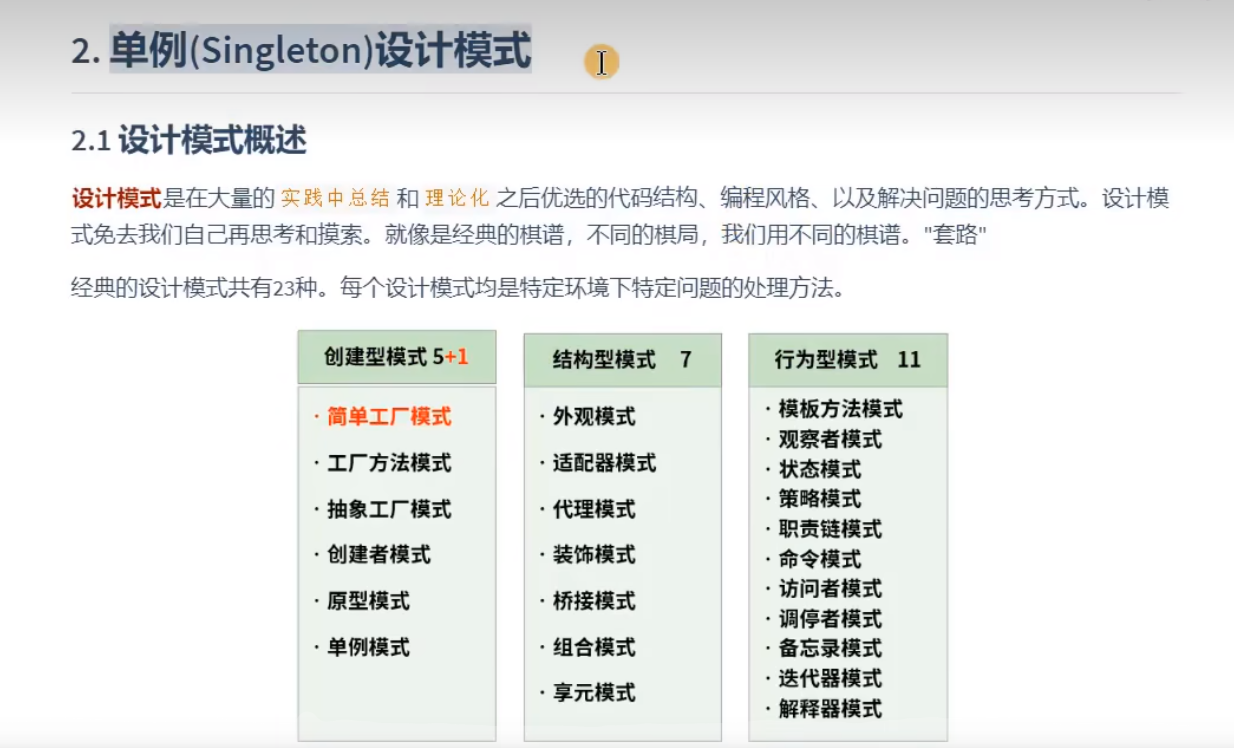 2. 单例(Singleton)设计模式
2.1 设计模式概述
设计模式是在大量的 实践中总结 和 理论化 之后优选的代码结构、编程风格、以及解决问题的思考方式。设计模
式免去我们自己再思考和摸索。就像是经典的棋谱，不同的棋局，我们用不同的棋谱。"套路"
经典的设计模式共有23种。每个设计模式均是特定环境下特定问题的处理方法。
创建型模式 5+1
· 简单工厂模式
· 工厂方法模式
· 抽象工厂模式
· 创建者模式
· 原型模式
· 单例模式
结构型模式 7
· 外观模式
· 适配器模式
· 代理模式
· 装饰模式
· 桥接模式
· 组合模式
· 享元模式
行为型模式 11
· 模板方法模式
· 观察者模式
· 状态模式
· 策略模式
· 职责链模式
· 命令模式
· 访问者模式
· 调停者模式
· 备忘录模式
· 迭代器模式
· 解释器模式